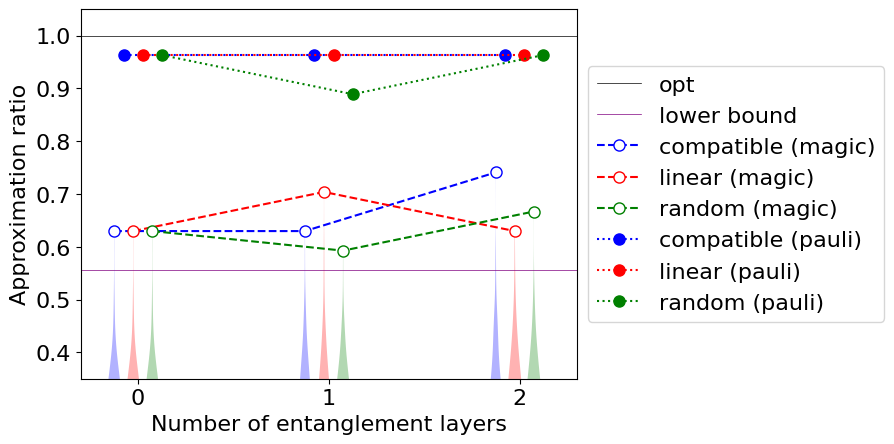 1.0
0.9
0.8
0.7
0.6
0.5
0.4
Approximation ratio
0 1 2
Number of entanglement layers
opt
lower bound
compatible (magic)
linear (magic)
random (magic)
compatible (pauli)
linear (pauli)
random (pauli)